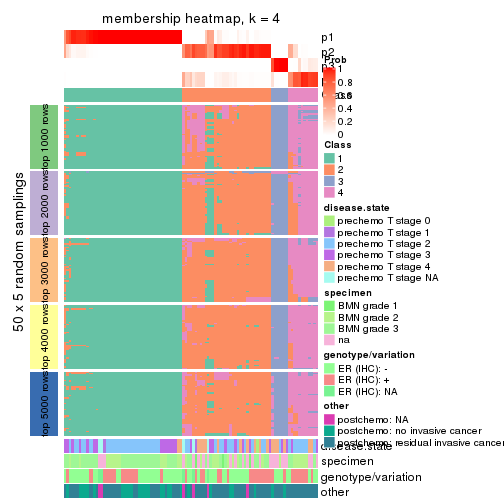 membership heatmap, k = 4
p1
p2
p3
Prob
1
0.8
0.6
0.4
0.2
0
Class
1
2
3
4
disease.state
prechemo T stage 0
prechemo T stage 1
prechemo T stage 2
prechemo T stage 3
prechemo T stage 4
prechemo T stage NA
specimen
BMN grade 1
BMN grade 2
BMN grade 3
na
genotype/variation
ER (IHC): -
ER (IHC): +
ER (IHC): NA
other
postchemo: NA
postchemo: no invasive cancer
postchemo: residual invasive cancer
disease.state
specimen
genotype/variation
other
50 x 5 random samplings
top 1000 rows
top 2000 rows
top 3000 rows
top 4000 rows
top 5000 rows